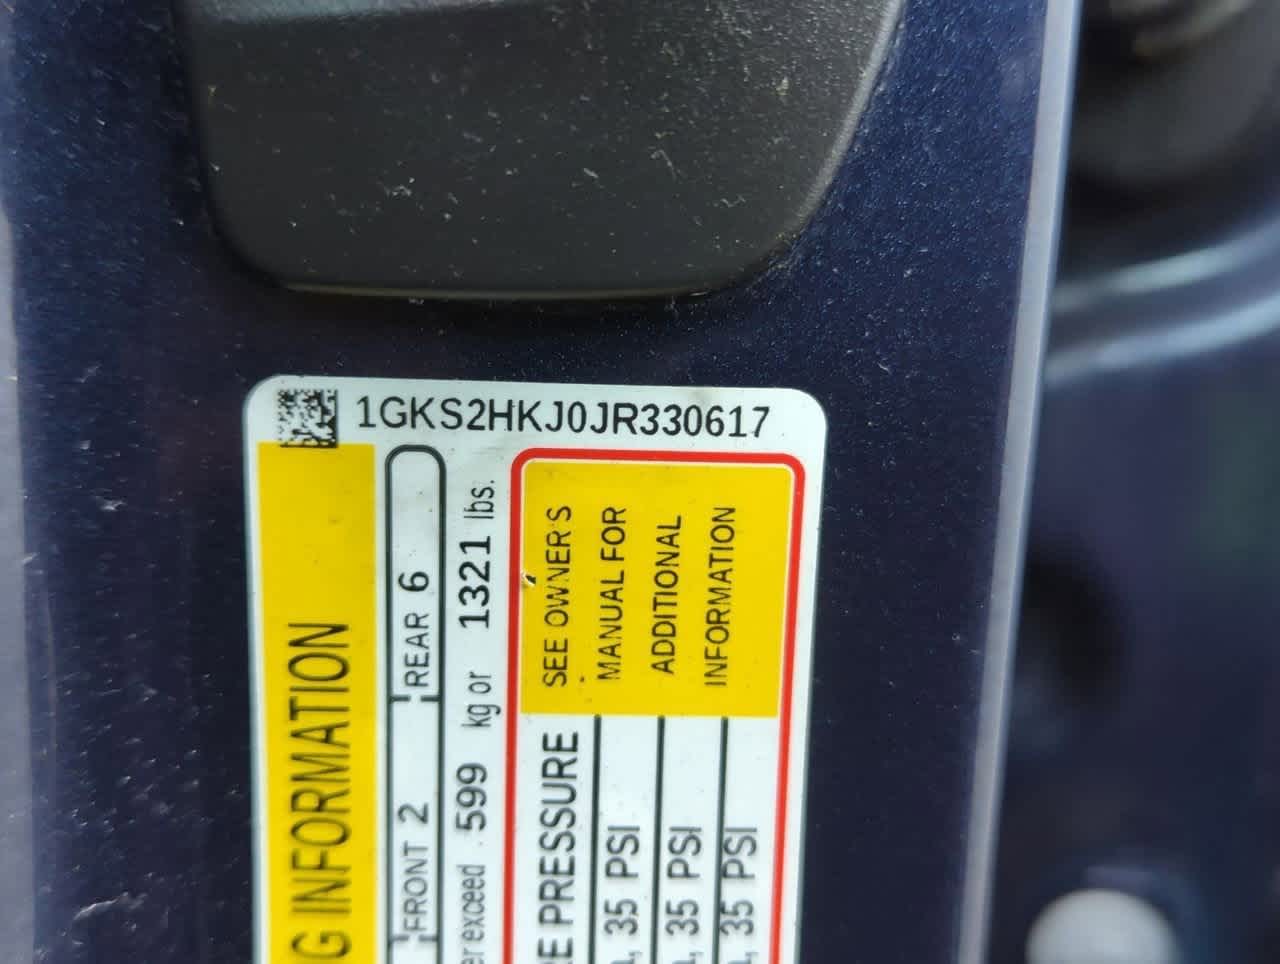 1GKS2HKJ0JR330617
G INFORMATION
FRONT 2 REAR 6
exceed 599 kg or 1321 lbs.
PRESSURE
SEE OWNER'S
MANUAL FOR
ADDITIONAL
INFORMATION
35 PSI
35 PSI
35 PSI